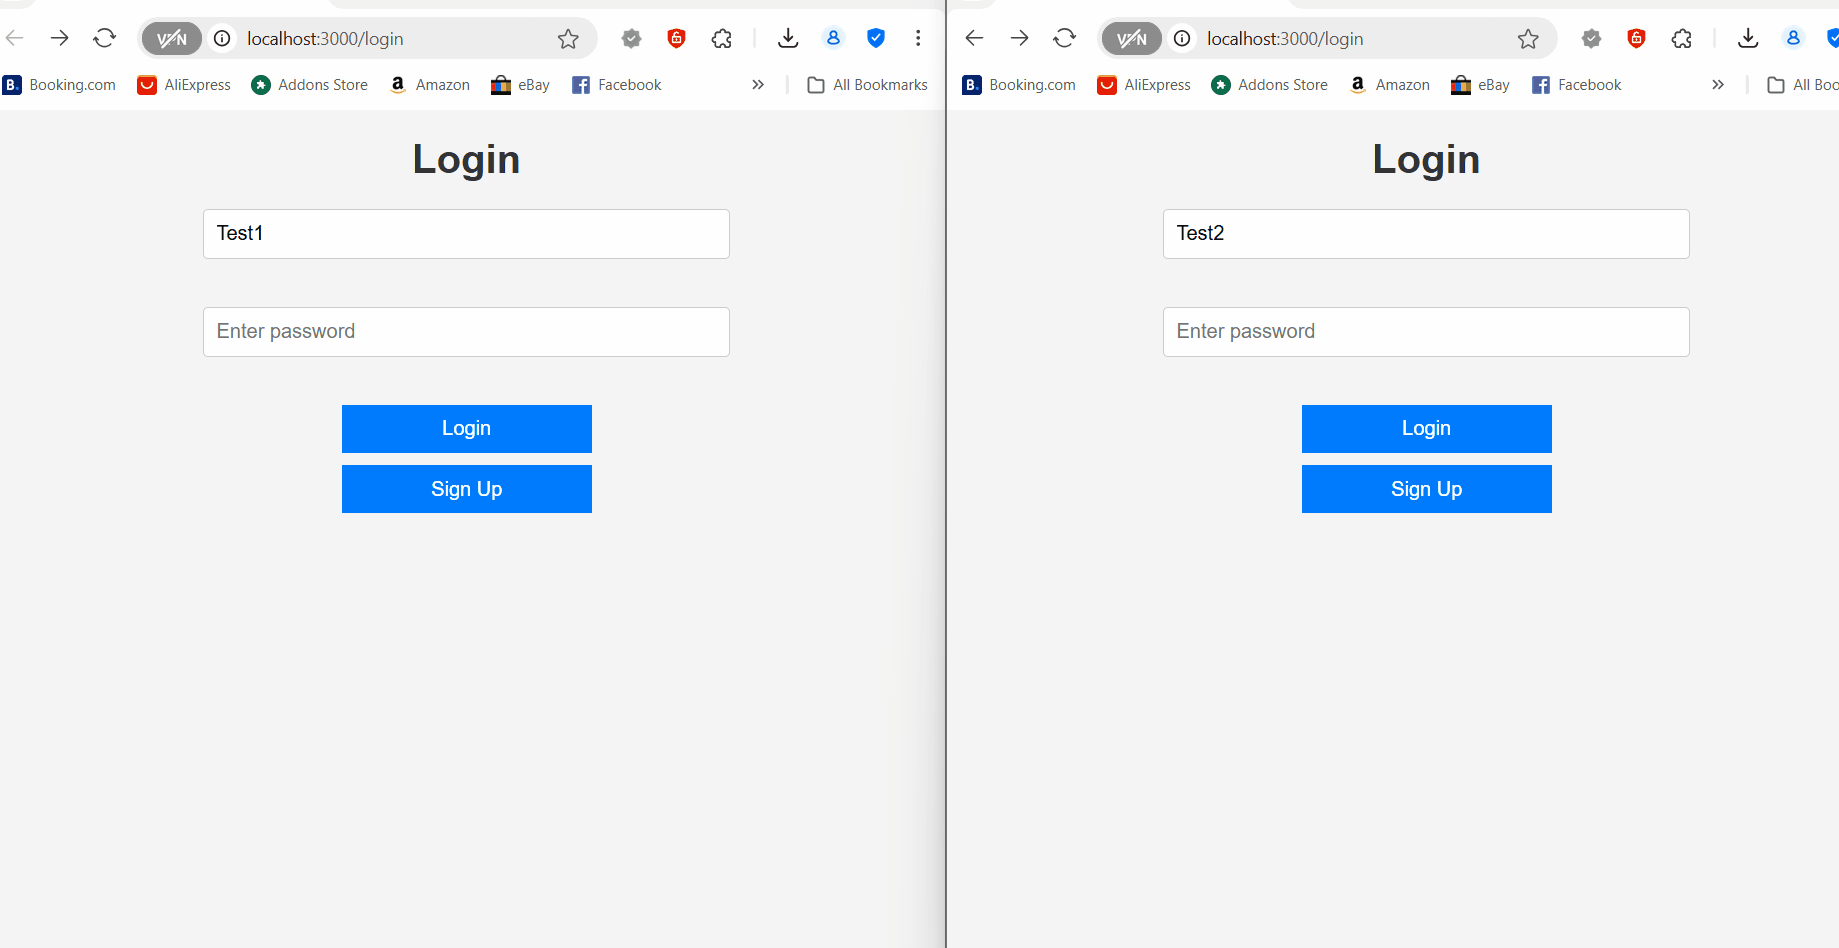 VPN localhost:3000/login
B. Booking.com AliExpress Addons Store a Amazon eBay f Facebook » All Bookmarks
Login
Test1
Enter password
Login
Sign Up
VPN localhost:3000/login
B. Booking.com AliExpress Addons Store a Amazon eBay f Facebook » All Boo
Login
Test2
Enter password
Login
Sign Up